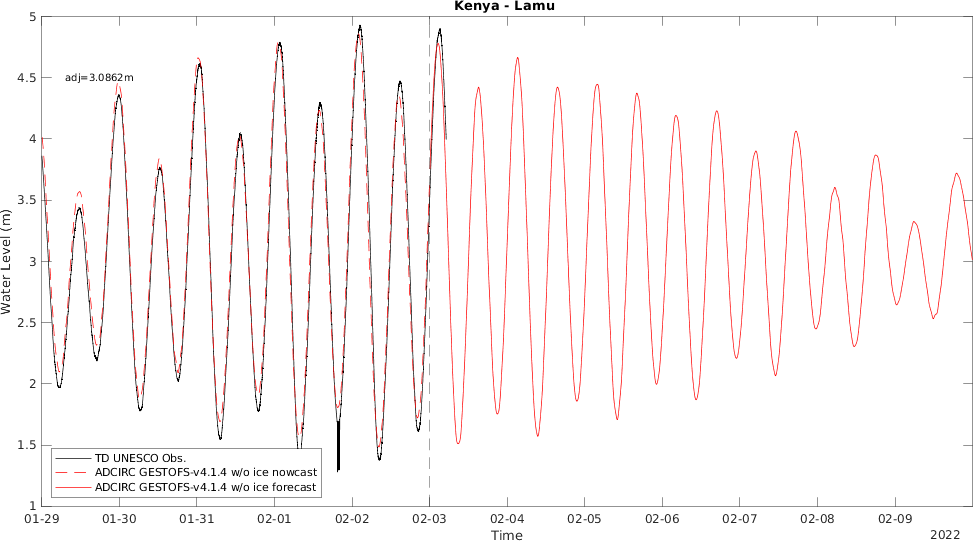 Kenya - Lamu
adj=3.0862m
5
4.5
4
3.5
3
2.5
2
1.5
1
Water Level (m)
TD UNESCO Obs.
ADCIRC GESTOFS-v4.1.4 w/o ice nowcast
ADCIRC GESTOFS-v4.1.4 w/o ice forecast
01-29 01-30 01-31 02-01 02-02 02-03 02-04 02-05 02-06 02-07 02-08 02-09
Time
2022